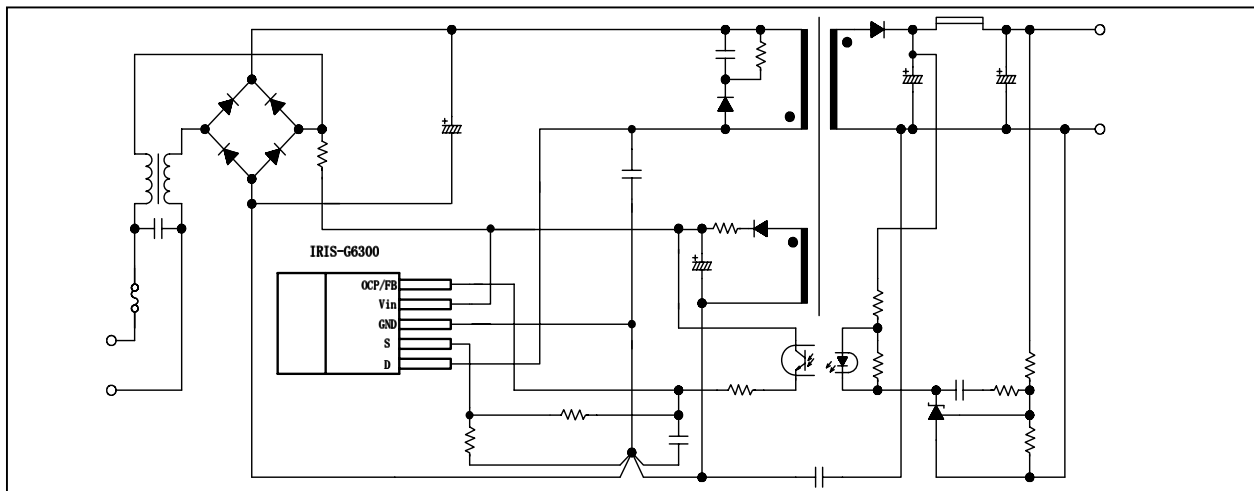 IRIS-G6300
OCP/FB
Vin
GND
S
D
+
+
+
+